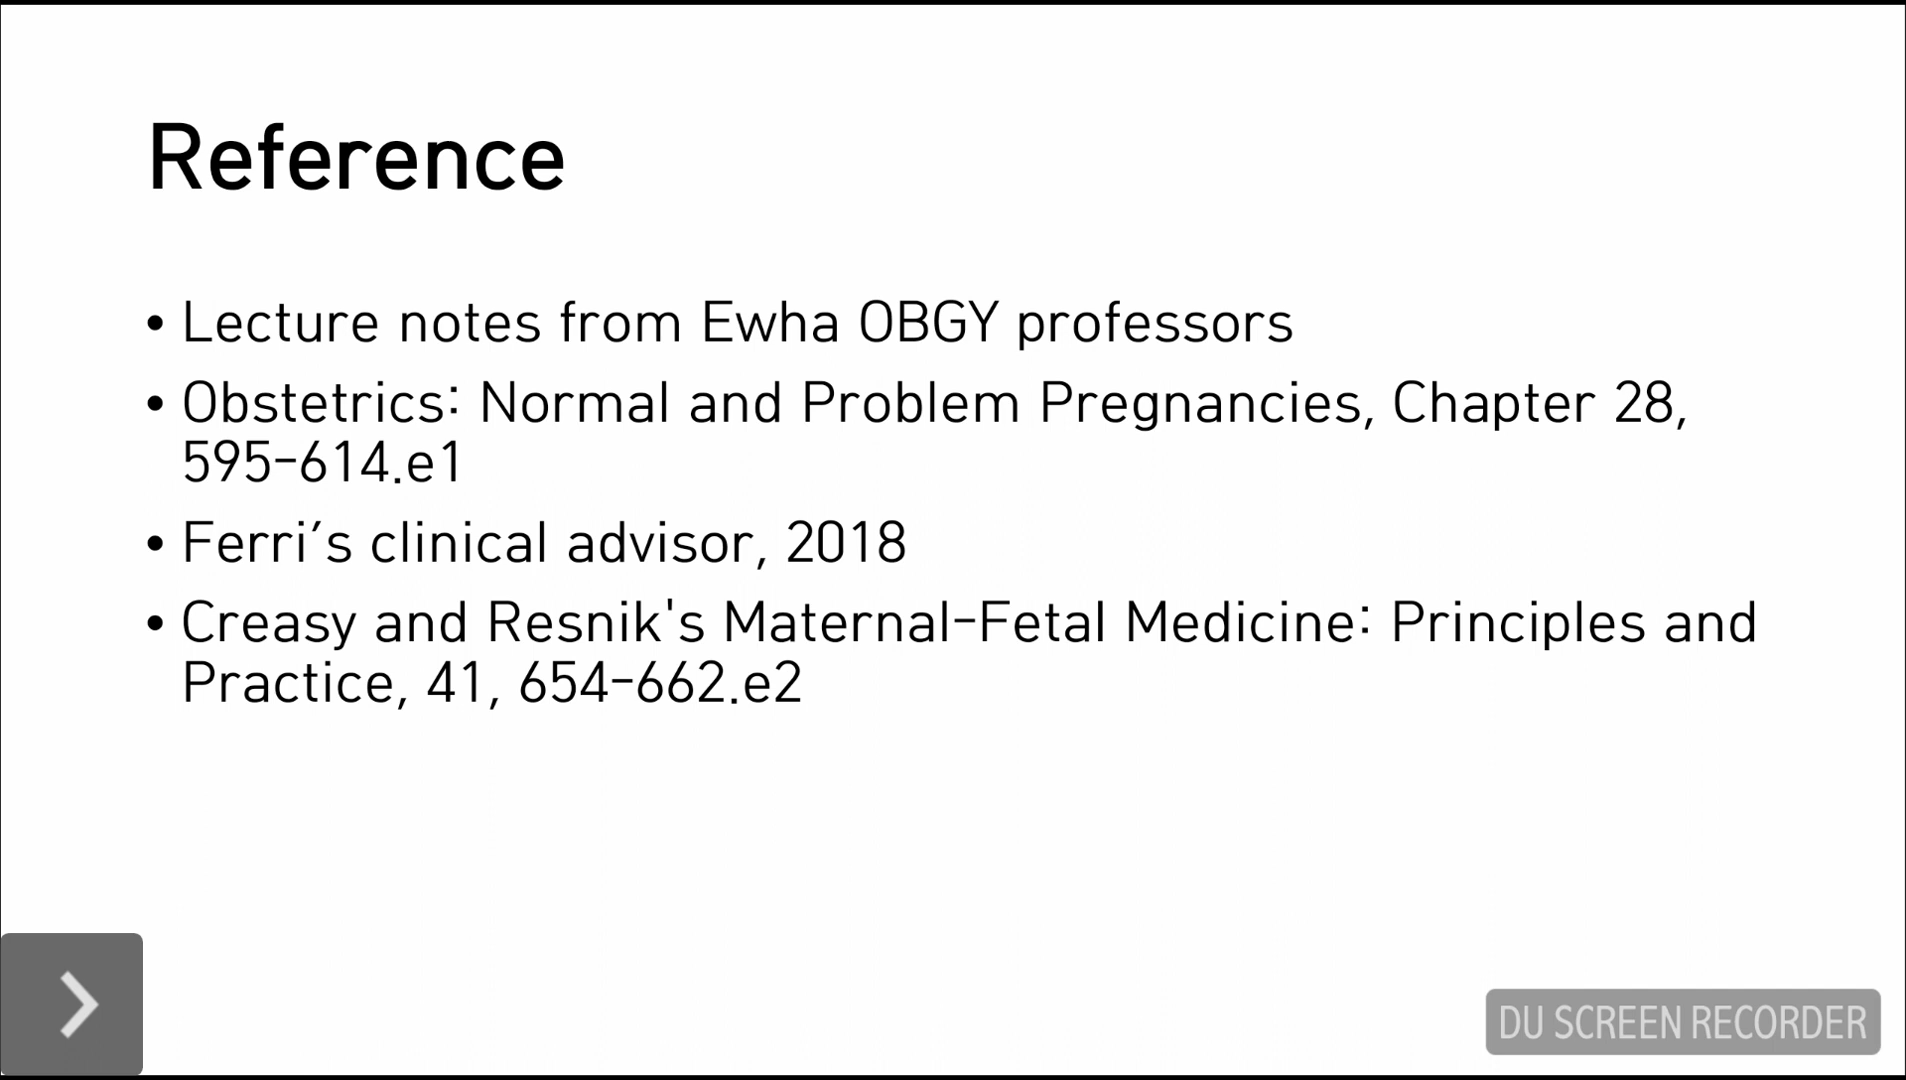 Reference
• Lecture notes from Ewha OBGY professors
• Obstetrics: Normal and Problem Pregnancies, Chapter 28,
595-614.e1
• Ferri’s clinical advisor, 2018
• Creasy and Resnik's Maternal-Fetal Medicine: Principles and
Practice, 41, 654-662.e2
DU SCREEN RECORDER